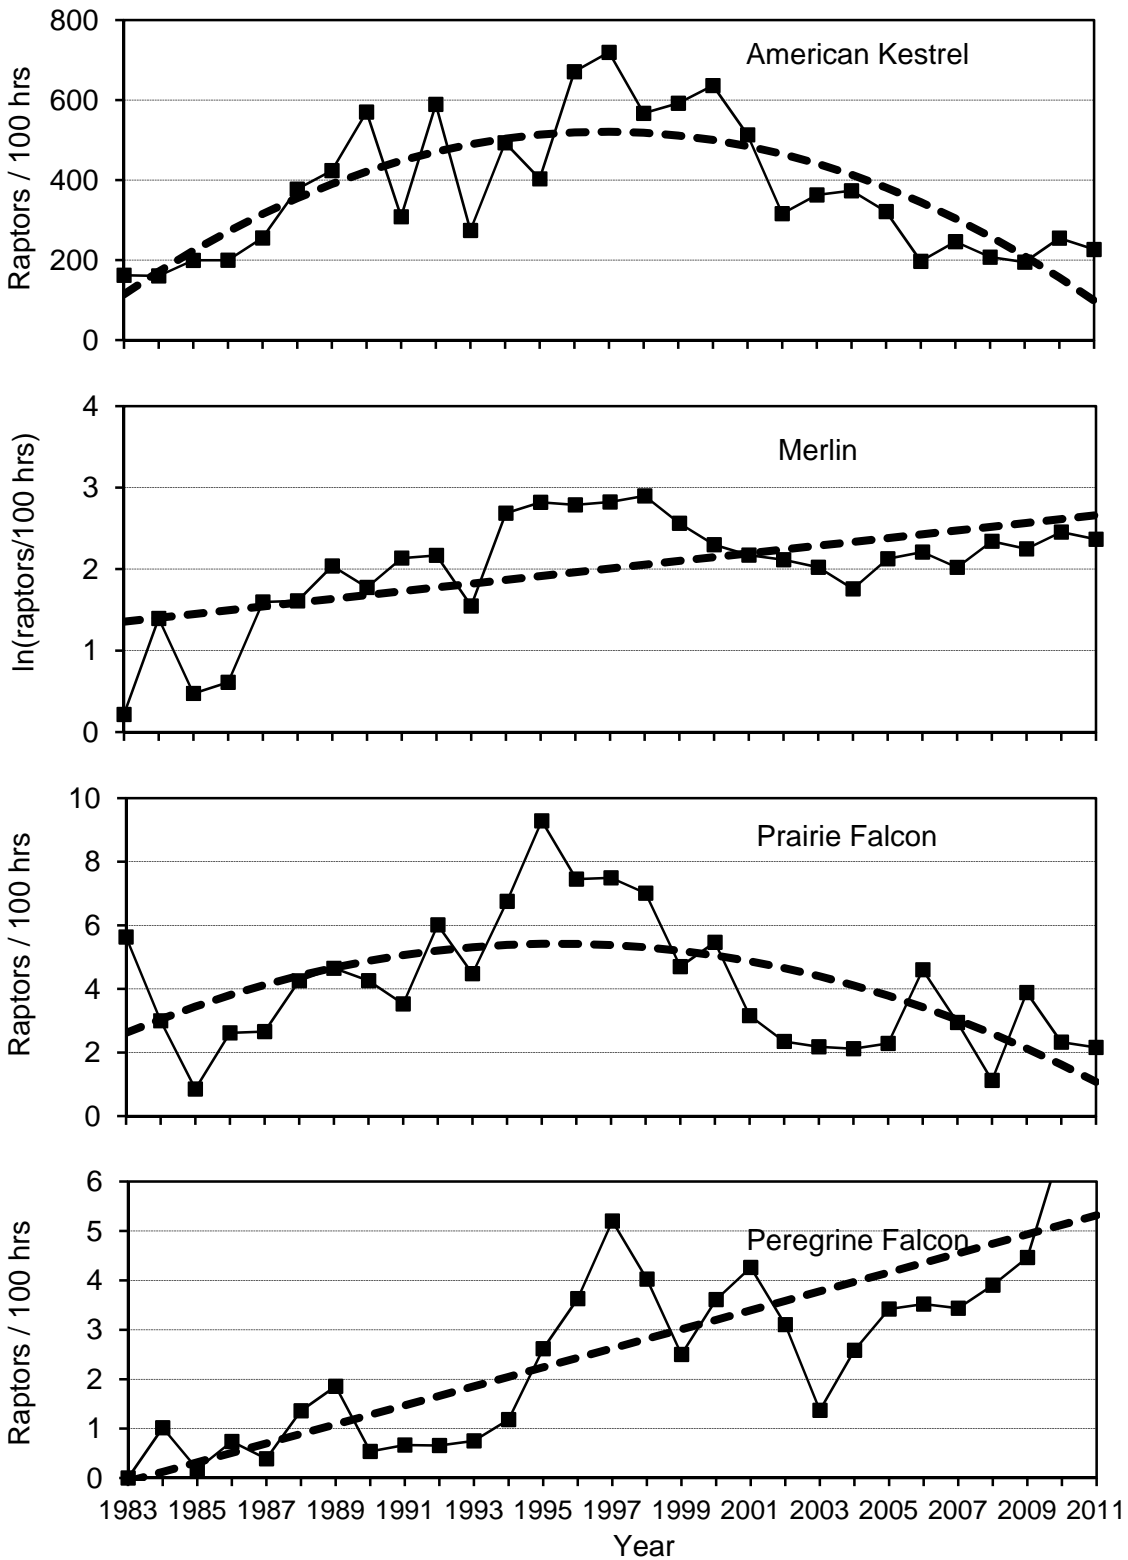 800
American Kestrel
600
400
200
0
Raptors / 100 hrs
4
Merlin
3
2
1
0
ln(raptors/100 hrs)
10
Prairie Falcon
8
6
4
2
0
Raptors / 100 hrs
6
5
Peregrine Falcon
4
3
2
1
0
Raptors / 100 hrs
1983 1985 1987 1989 1991 1993 1995 1997 1999 2001 2003 2005 2007 2009 2011
Year